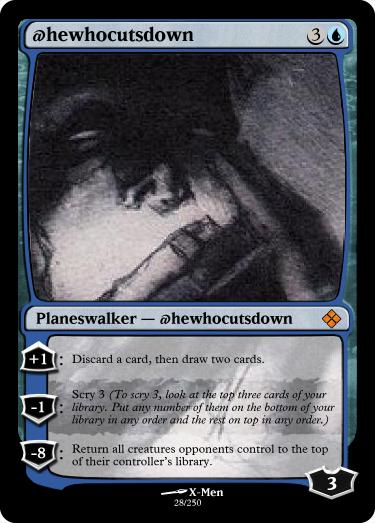 @hewhocutsdown 3
Planeswalker — @hewhocutsdown
+1: Discard a card, then draw two cards.
Scry 3 (To scry 3, look at the top three cards of your
-1: library. Put any number of them on the bottom of your
library in any order and the rest on top in any order.)
-8: Return all creatures opponents control to the top
of their controller's library.
3
X-Men
28/250